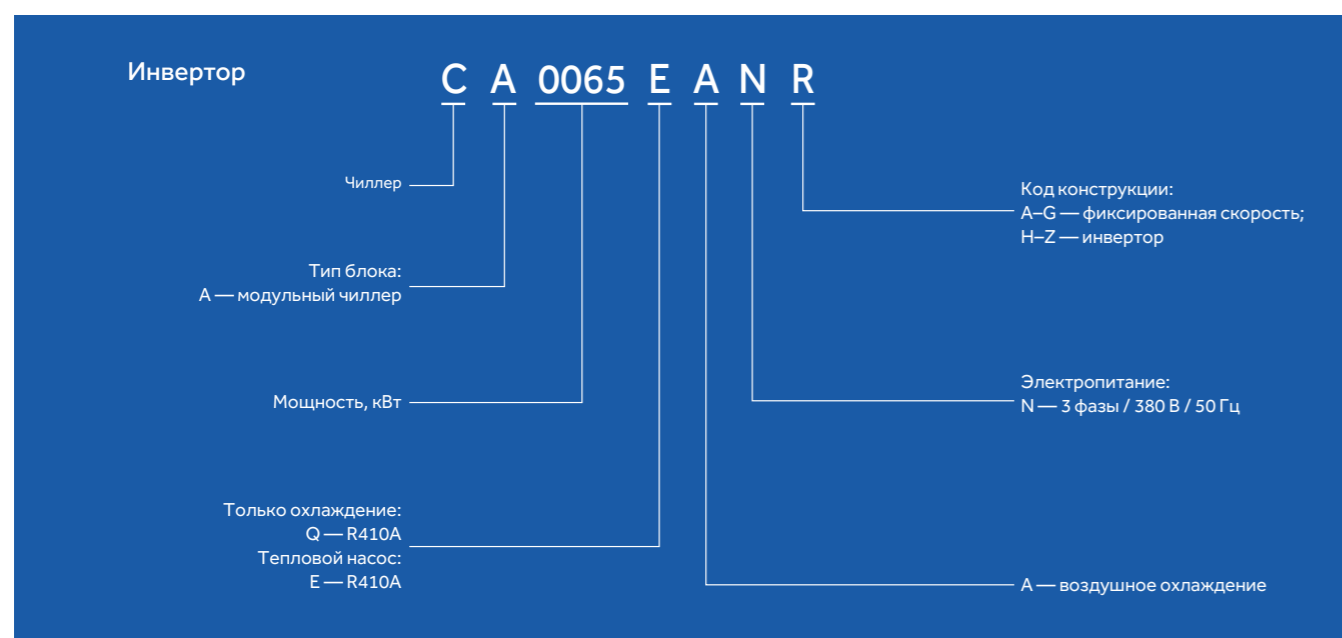 Инвертор
C A 0065 E A N R
Чиллер
Тип блока:
A — модульный чиллер
Мощность, кВт
Только охлаждение:
Q — R410A
Тепловой насос:
E — R410A
Код конструкции:
A–G — фиксированная скорость;
H–Z — инвертор
Электропитание:
N — 3 фазы / 380 В / 50 Гц
A — воздушное охлаждение